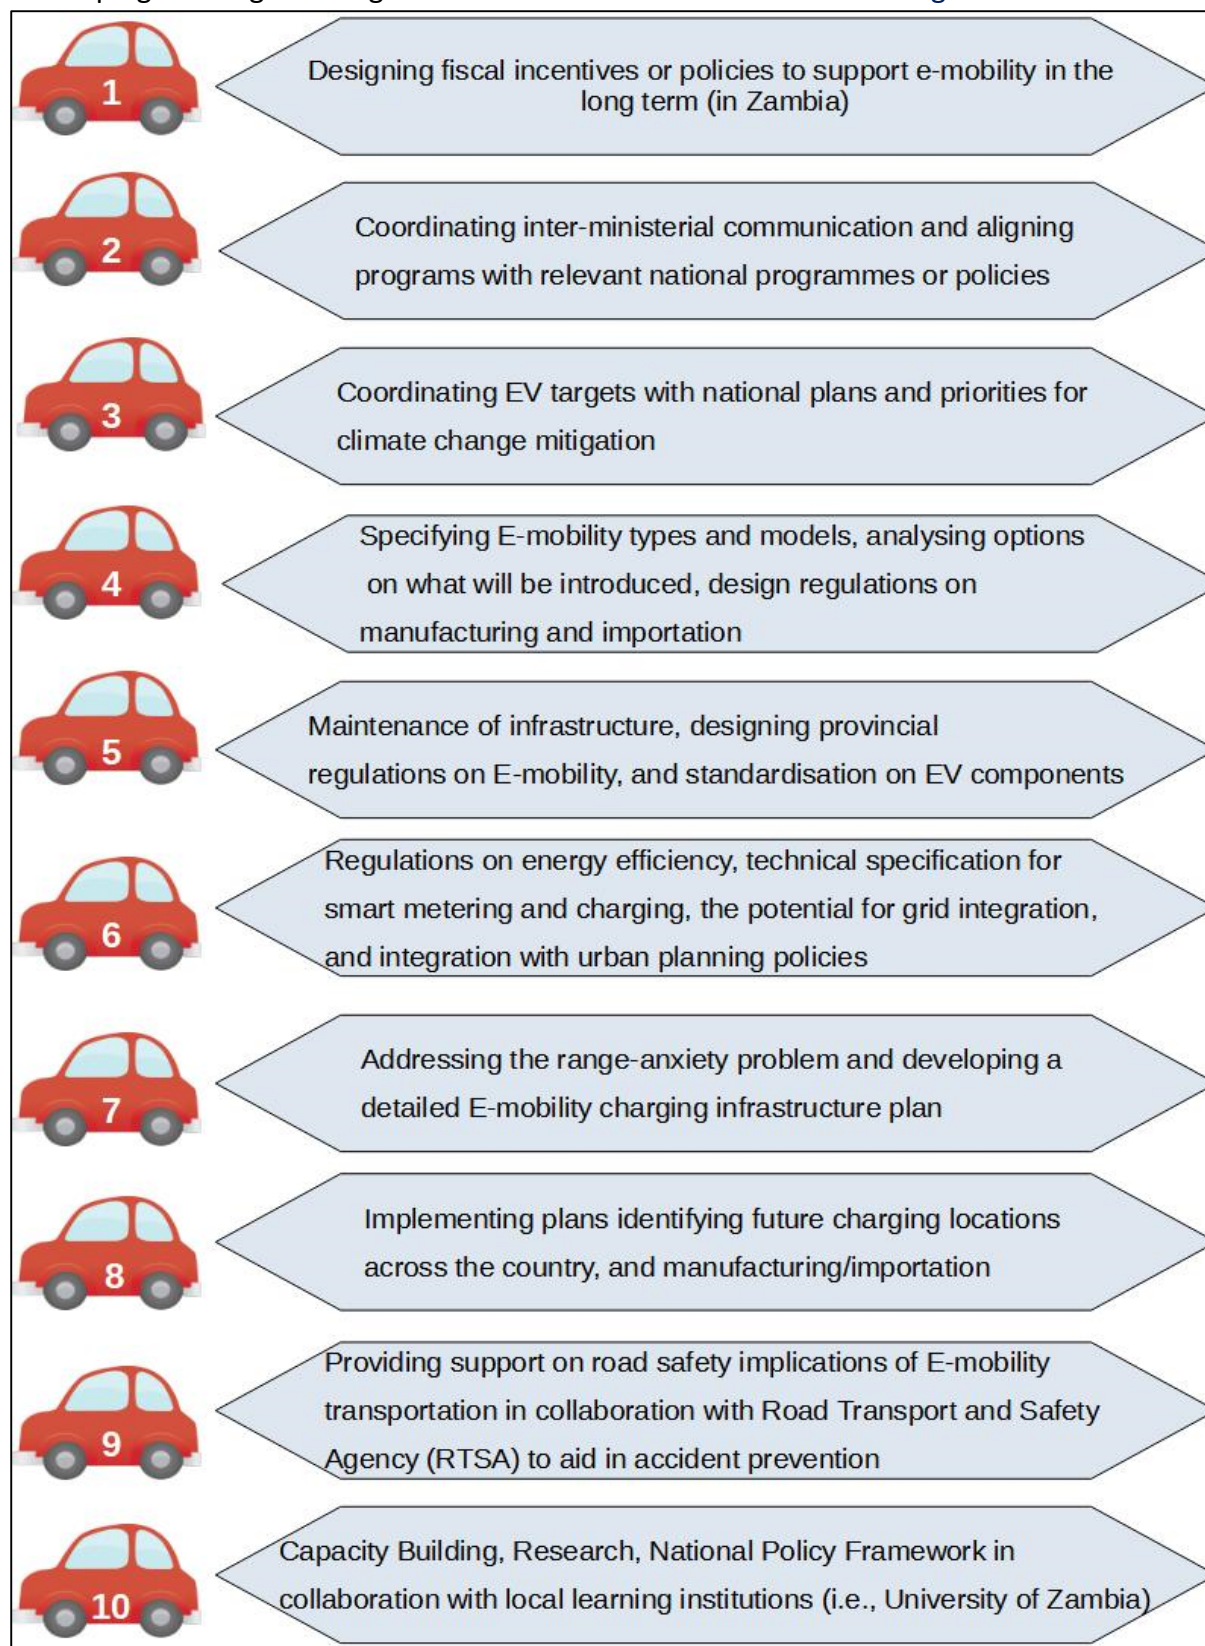 1
Designing fiscal incentives or policies to support e-mobility in the
long term (in Zambia)
2
Coordinating inter-ministerial communication and aligning
programs with relevant national programmes or policies
3
Coordinating EV targets with national plans and priorities for
climate change mitigation
4
Specifying E-mobility types and models, analysing options
on what will be introduced, design regulations on
manufacturing and importation
5
Maintenance of infrastructure, designing provincial
regulations on E-mobility, and standardisation on EV components
6
Regulations on energy efficiency, technical specification for
smart metering and charging, the potential for grid integration,
and integration with urban planning policies
7
Addressing the range-anxiety problem and developing a
detailed E-mobility charging infrastructure plan
8
Implementing plans identifying future charging locations
across the country, and manufacturing/importation
9
Providing support on road safety implications of E-mobility
transportation in collaboration with Road Transport and Safety
Agency (RTSA) to aid in accident prevention
10
Capacity Building, Research, National Policy Framework in
collaboration with local learning institutions (i.e., University of Zambia)